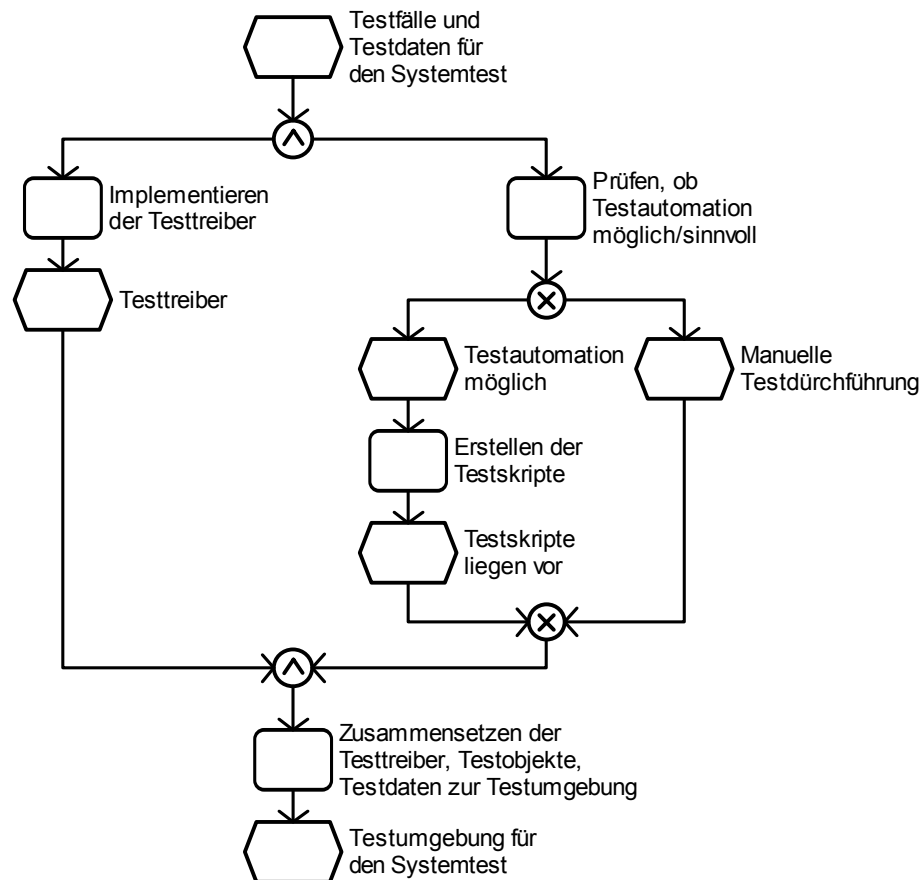 Testfälle und
Testdaten für
den Systemtest
Implementieren
der Testtreiber
Prüfen, ob
Testautomation
möglich/sinnvoll
Testtreiber
Testautomation
möglich
Manuelle
Testdürchführung
Erstellen der
Testskripte
Testskripte
liegen vor
Zusammensetzen der
Testtreiber, Testobjekte,
Testdaten zur Testumgebung
Testumgebung für
den Systemtest